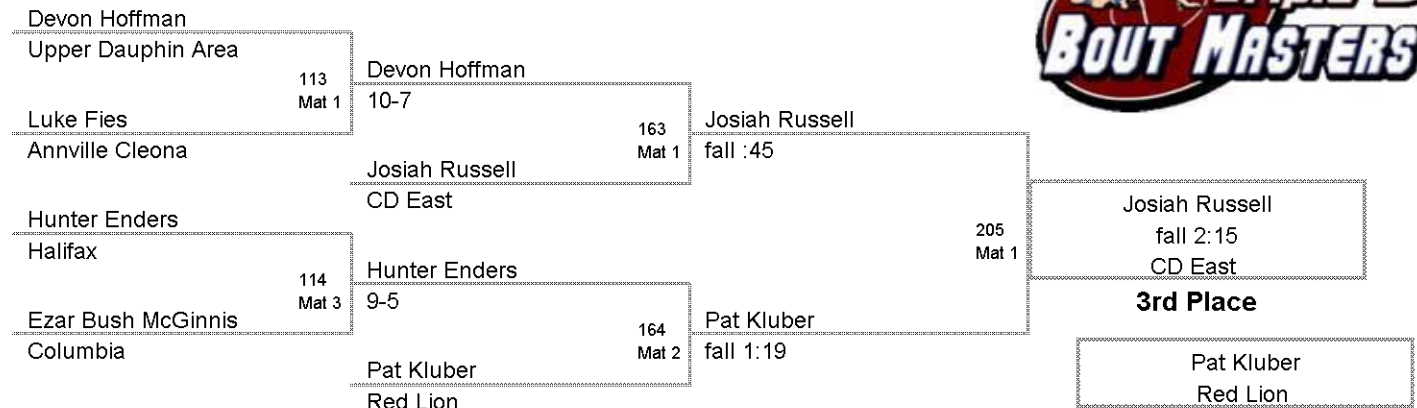 Devon Hoffman
Upper Dauphin Area
113
Mat 1
Luke Fies
Annville Cleona
Devon Hoffman
10-7
163
Mat 1
Josiah Russell
CD East
Josiah Russell
fall :45
Hunter Enders
Halifax
114
Mat 3
Ezar Bush McGinnis
Columbia
Hunter Enders
9-5
164
Mat 2
Pat Kluber
Red Lion
Pat Kluber
fall 1:19
205
Mat 1
Josiah Russell
fall 2:15
CD East
3rd Place
Pat Kluber
Red Lion
BOUT MASTERS